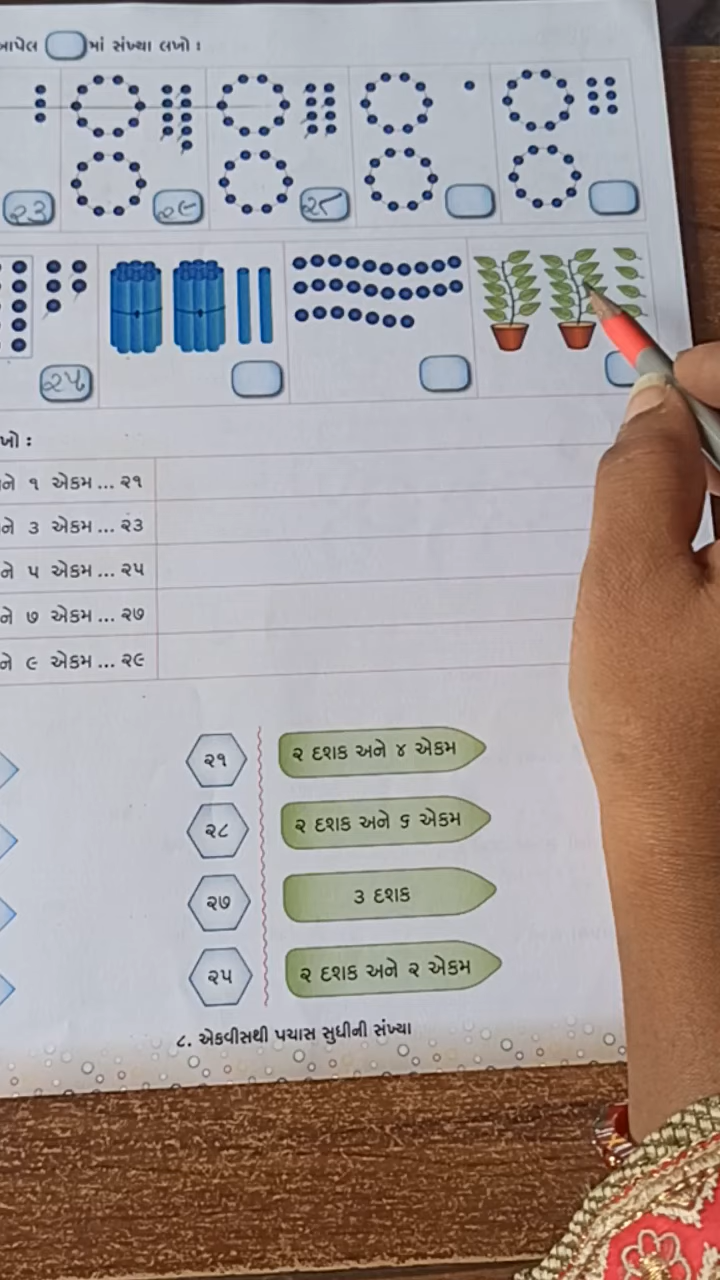 આપેલ માં સંખ્યા લખો :
૨૩ ૨૯ ૨૮
૨૫
ખો :
ને ૧ એકમ... ૨૧
ને ૩ એકમ... ૨૩
ને ૫ એકમ... ૨૫
ને ૭ એકમ... ૨૭
ને ૯ એકમ... ૨૯
૨૧ ૨ દશક અને ૪ એકમ
૨૮ ૨ દશક અને ૬ એકમ
૨૭ ૩ દશક
૨૫ ૨ દશક અને ૨ એકમ
૮. એકવીસથી પચાસ સુધીની સંખ્યા